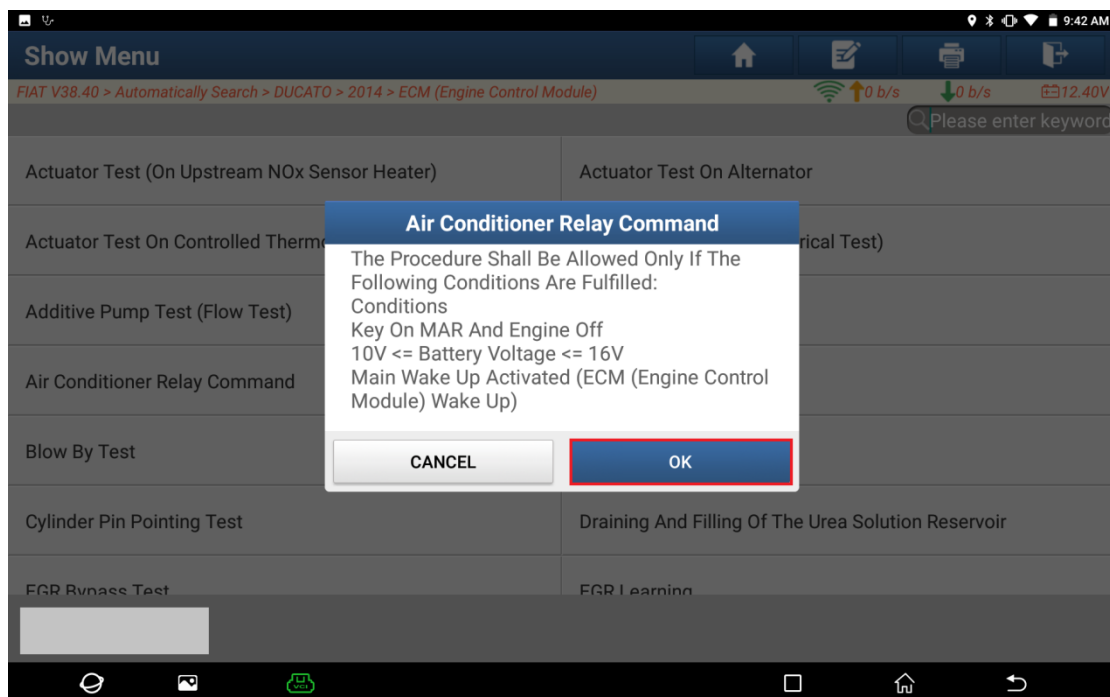 9:42 AM
Show Menu
FIAT V38.40 > Automatically Search > DUCATO > 2014 > ECM (Engine Control Module)
0 b/s
0 b/s
12.40V
Please enter keyword
Actuator Test (On Upstream NOx Sensor Heater)
Actuator Test On Alternator
Actuator Test On Controlled Thermo
rical Test)
Air Conditioner Relay Command
The Procedure Shall Be Allowed Only If The
Following Conditions Are Fulfilled:
Conditions
Key On MAR And Engine Off
10V <= Battery Voltage <= 16V
Main Wake Up Activated (ECM (Engine Control
Module) Wake Up)
CANCEL
OK
Additive Pump Test (Flow Test)
Air Conditioner Relay Command
Blow By Test
Cylinder Pin Pointing Test
Draining And Filling Of The Urea Solution Reservoir
EGR Bypass Test
EGR Learning
VCI